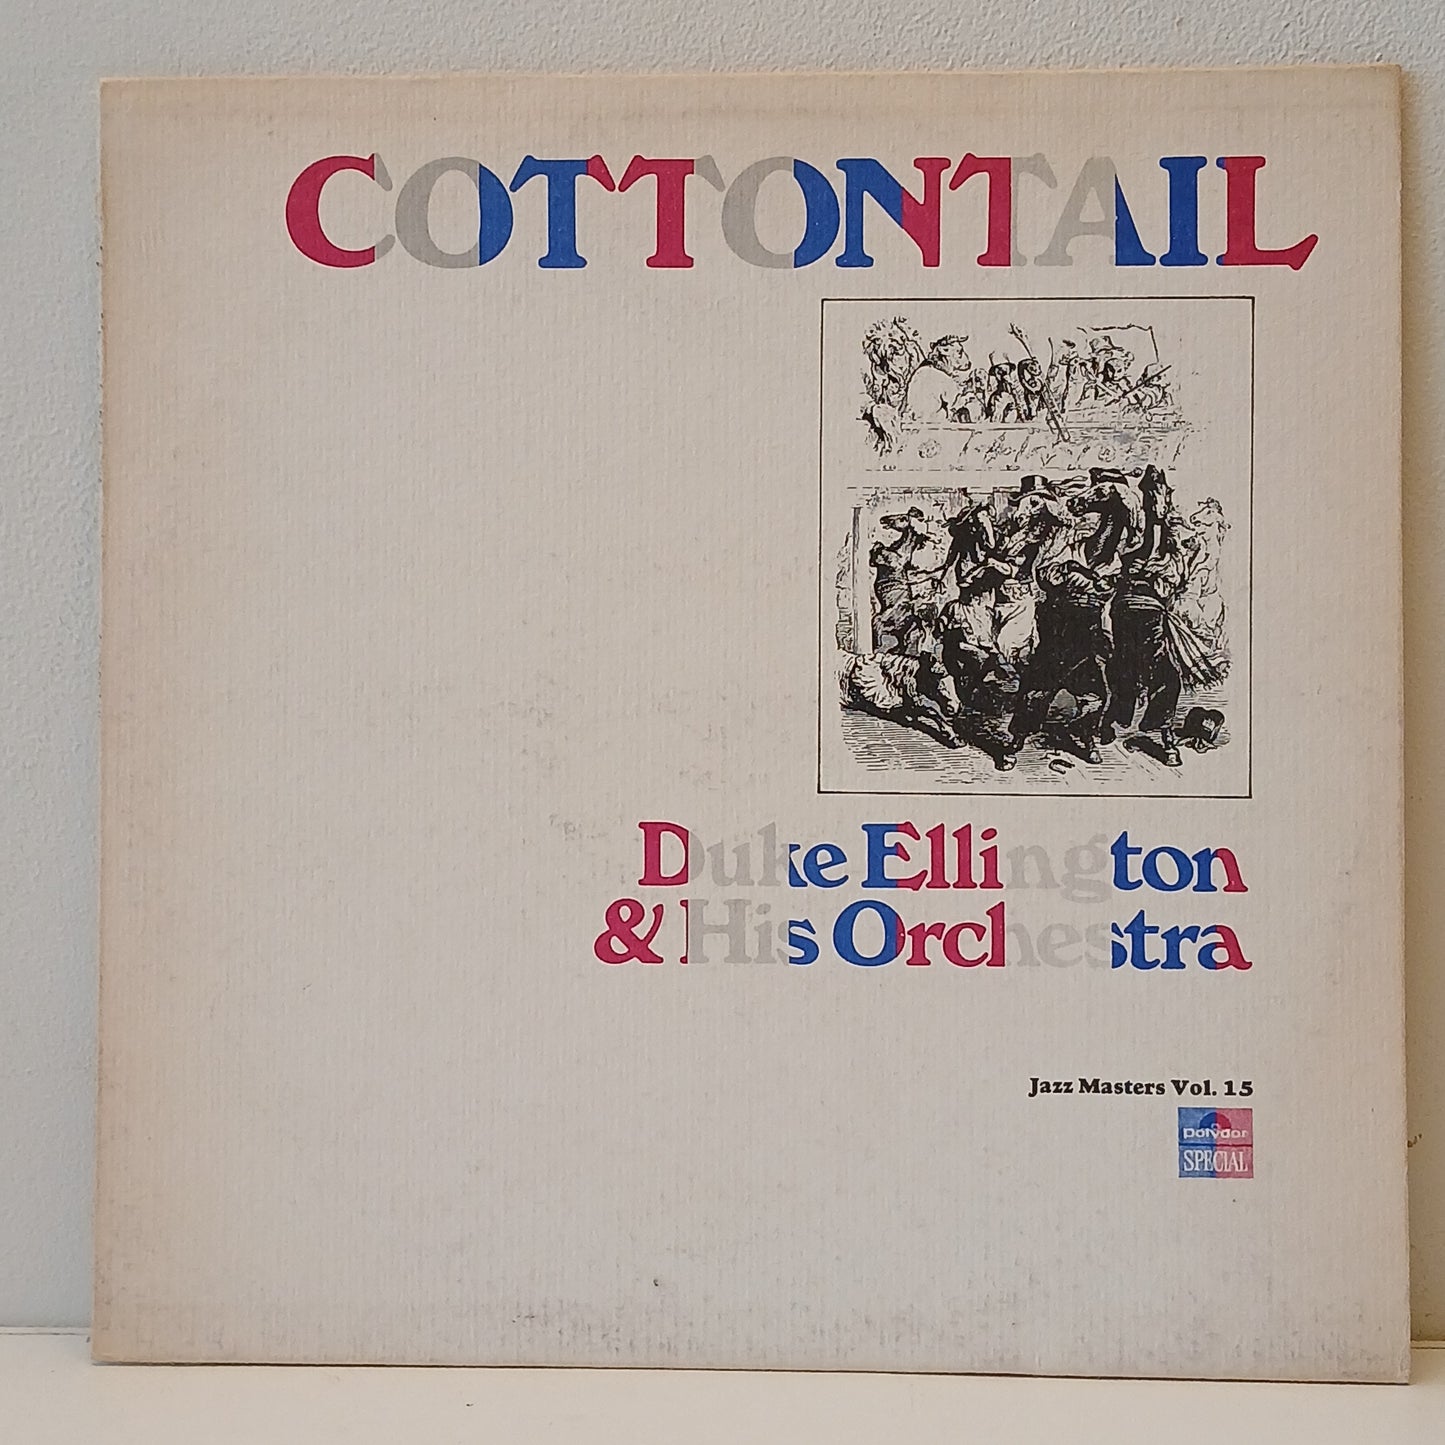 COTTONTAIL
Duke Ellington
& His Orchestra
Jazz Masters Vol. 15
polydor
SPECIAL